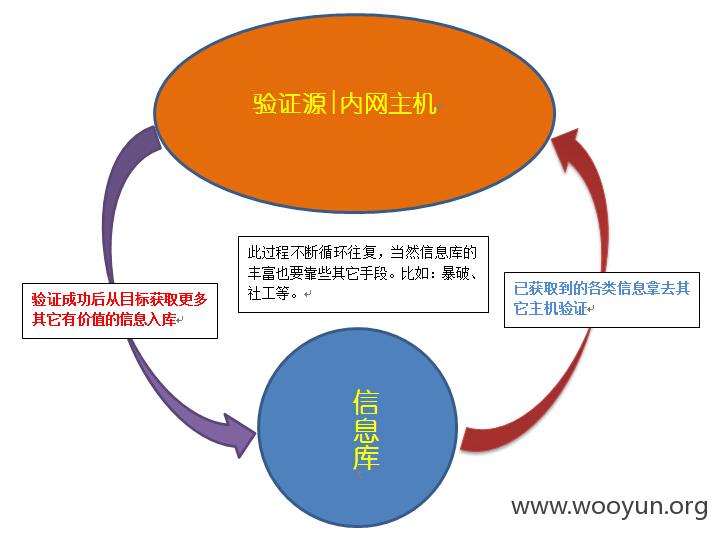 验证源|内网主机
此过程不断循环往复，当然信息库的
丰富也要靠些其它手段。比如：暴破、
社工等。
验证成功后从目标获取更多
其它有价值的信息入库
已获取到的各类信息拿去其
它主机验证
信
息
库
www.wooyun.org